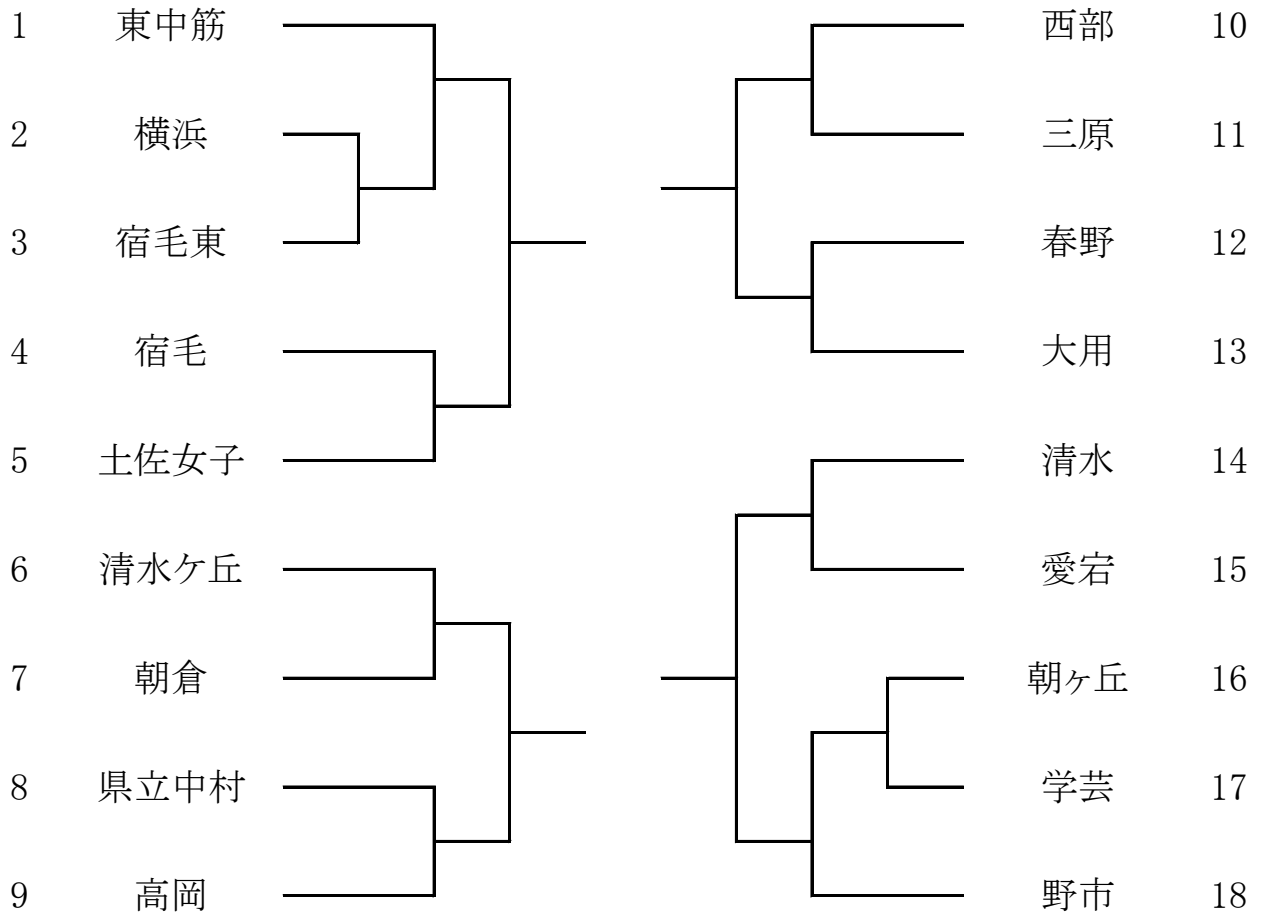 1 東中筋
2 横浜
3 宿毛東
4 宿毛
5 土佐女子
6 清水ケ丘
7 朝倉
8 県立中村
9 高岡
西部 10
三原 11
春野 12
大用 13
清水 14
愛宕 15
朝ヶ丘 16
学芸 17
野市 18